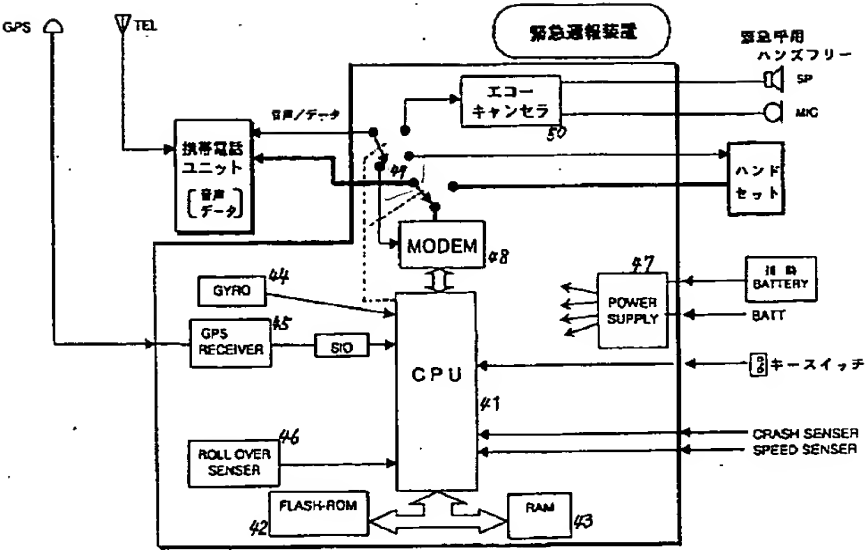 緊急通報装置
GPS
TEL
緊急呼用
ハンズフリー
SP
MIC
エコー
キャンセラ
50
音声/データ
携帯電話
ユニット
音声
データ
49
ハンド
セット
MODEM
48
44
GYRO
47
POWER
SUPPLY
BATTERY
BATT
45
GPS
RECEIVER
SIO
CPU
41
キースイッチ
46
ROLL OVER
SENSER
CRASH SENSER
SPEED SENSER
FLASH-ROM
42
RAM
43